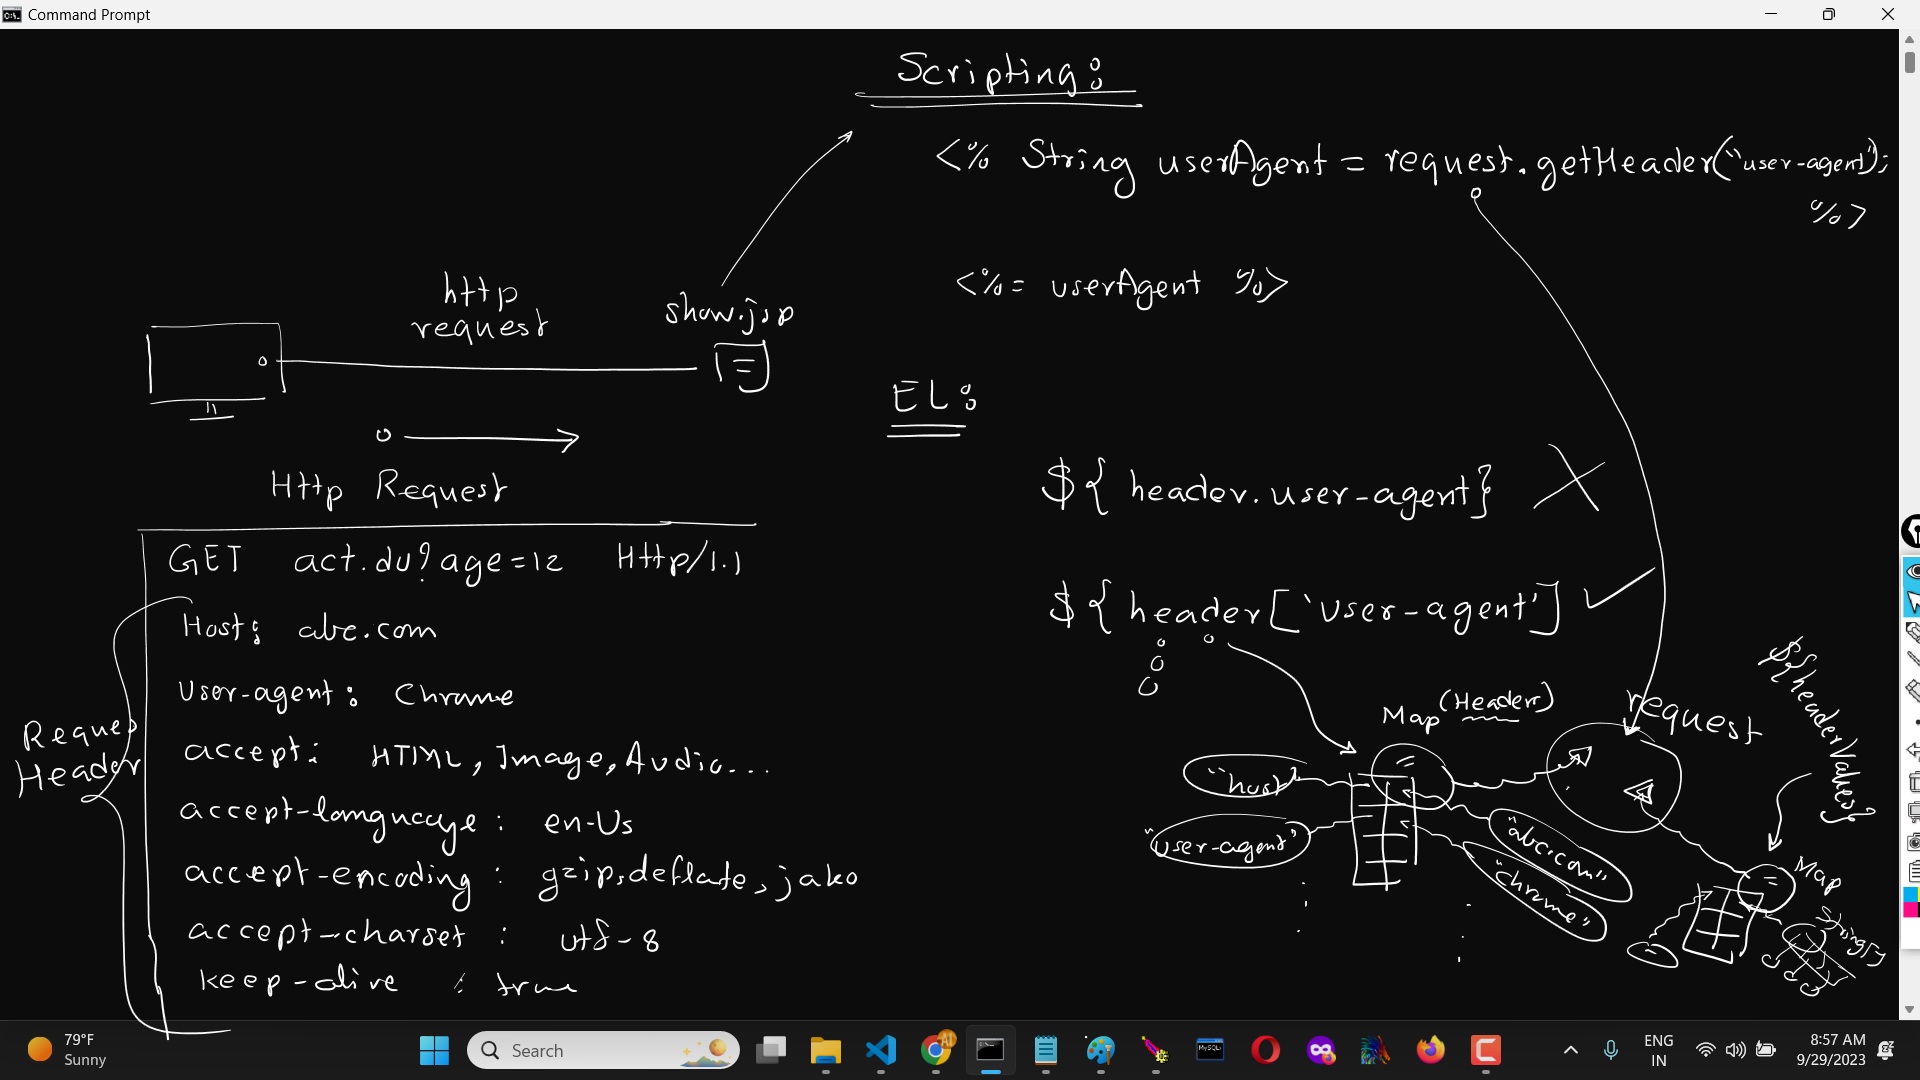 Command Prompt
Scripting:
<% String userAgent = request.getHeader("user-agent");
%>
<%= userAgent %>
http
request
show.jsp
EL:
${ header.user-agent}
${ header['user-agent']
Http Request
GET act.do? age=12 Http/1.1
Host: abc.com
User-agent: Chrome
accept: HTML, Image, Audio...
accept-language: en-Us
accept-encoding: gzip, deflate, jako
accept-charset : utf-8
keep-alive : true
Reques
Header
Map (Header)
request
${headerValues}
"host"
"user-agent"
"abc.com"
"chrome"
Map
String[]
79°F
Sunny
Search
ENG
IN
8:57 AM
9/29/2023